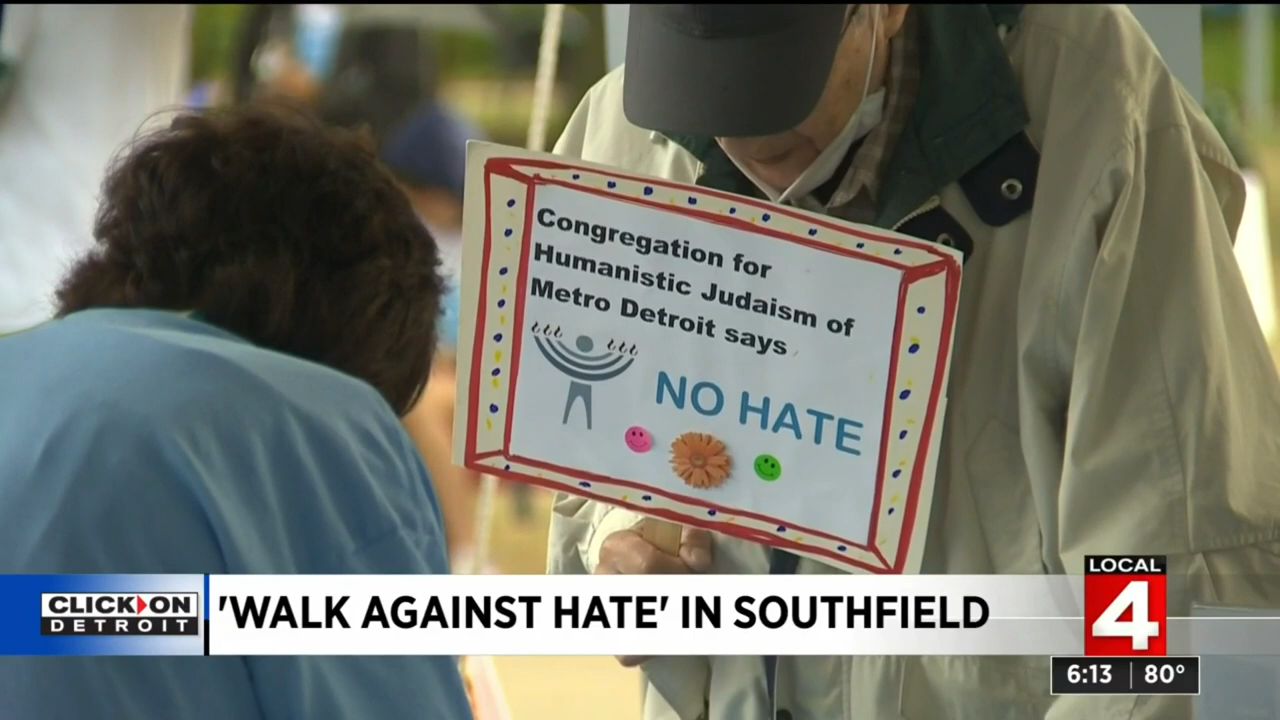 Congregation for
Humanistic Judaism of
Metro Detroit says
NO HATE
CLICK ON
DETROIT
'WALK AGAINST HATE' IN SOUTHFIELD
LOCAL
4
6:13 80°